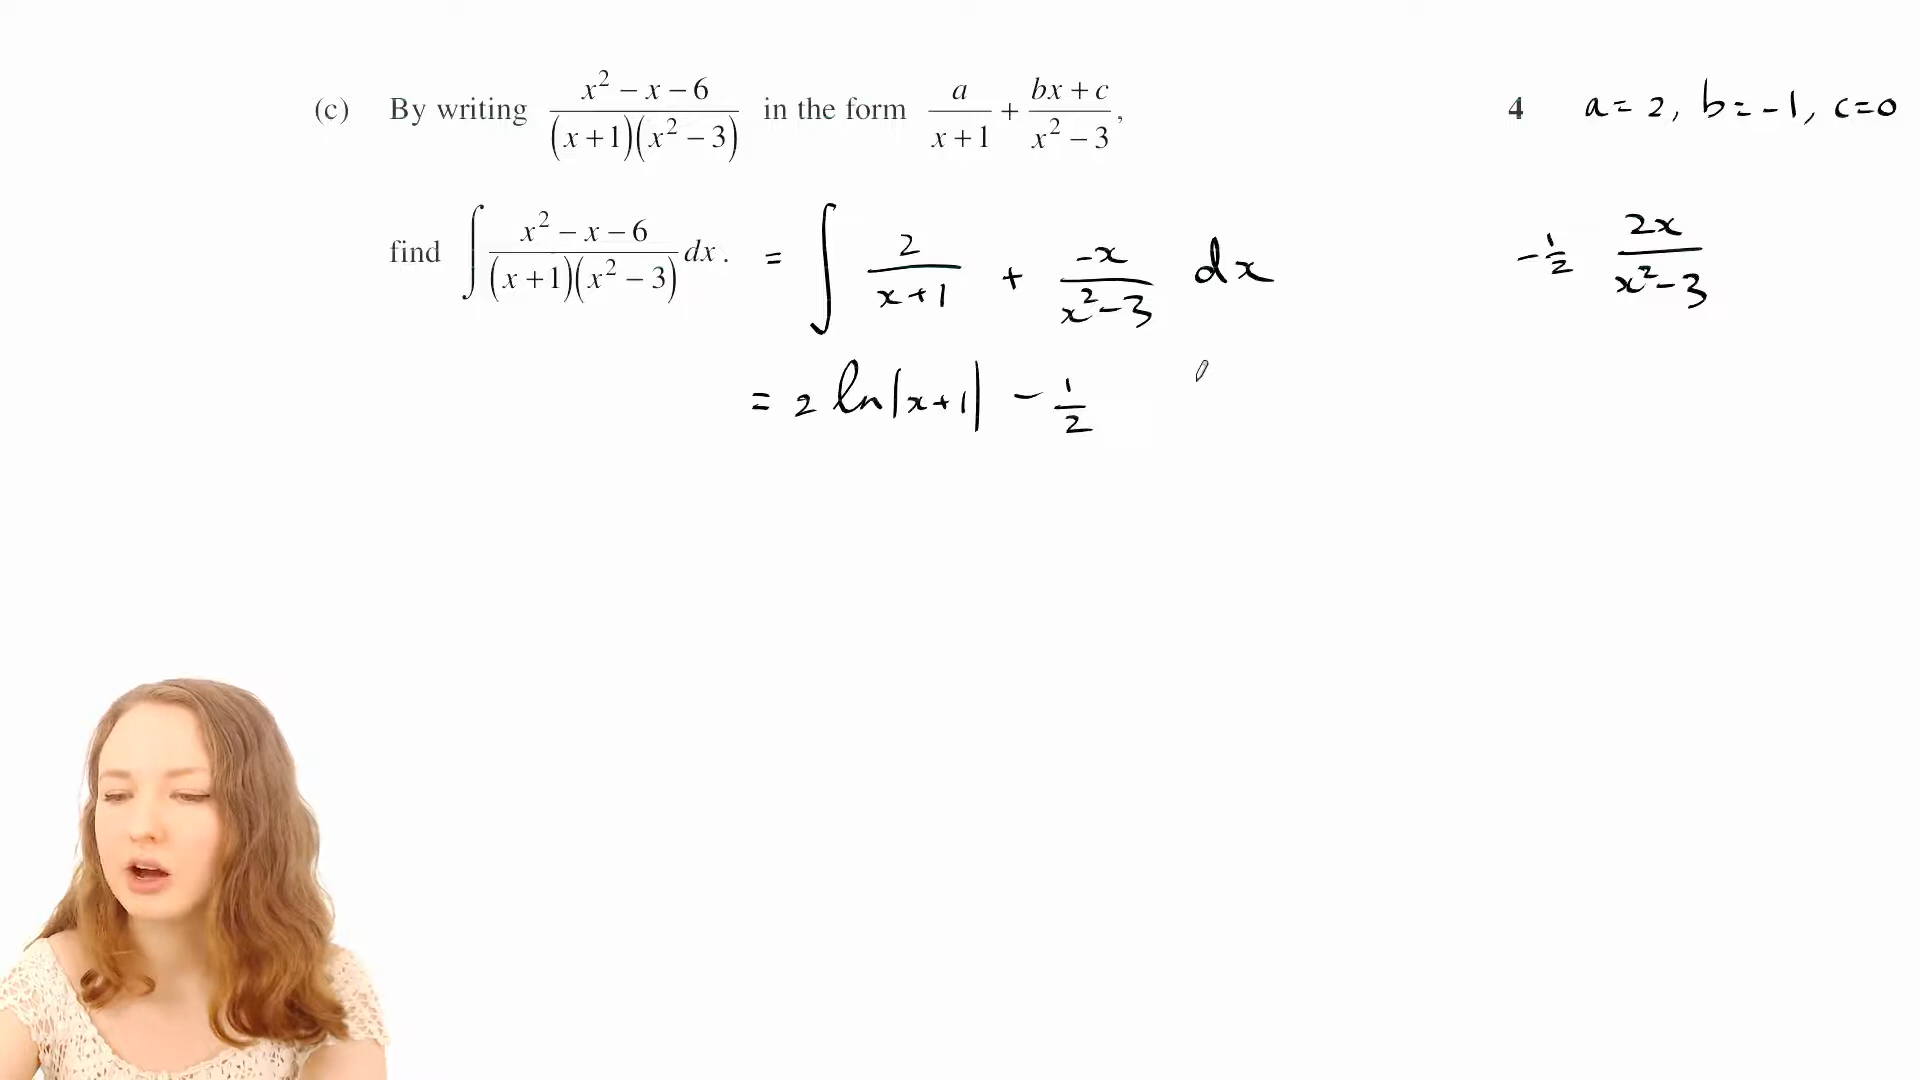 (c) By writing (x² − x − 6)/((x+1)(x² − 3)) in the form a/(x+1) + (bx + c)/(x² − 3), 4 a = 2, b = -1, c = 0
find ∫ (x² − x − 6)/((x+1)(x² − 3)) dx. = ∫ 2/(x+1) + -x/(x²-3) dx -1/2 2x/(x²-3)
= 2 ln|x+1| - 1/2